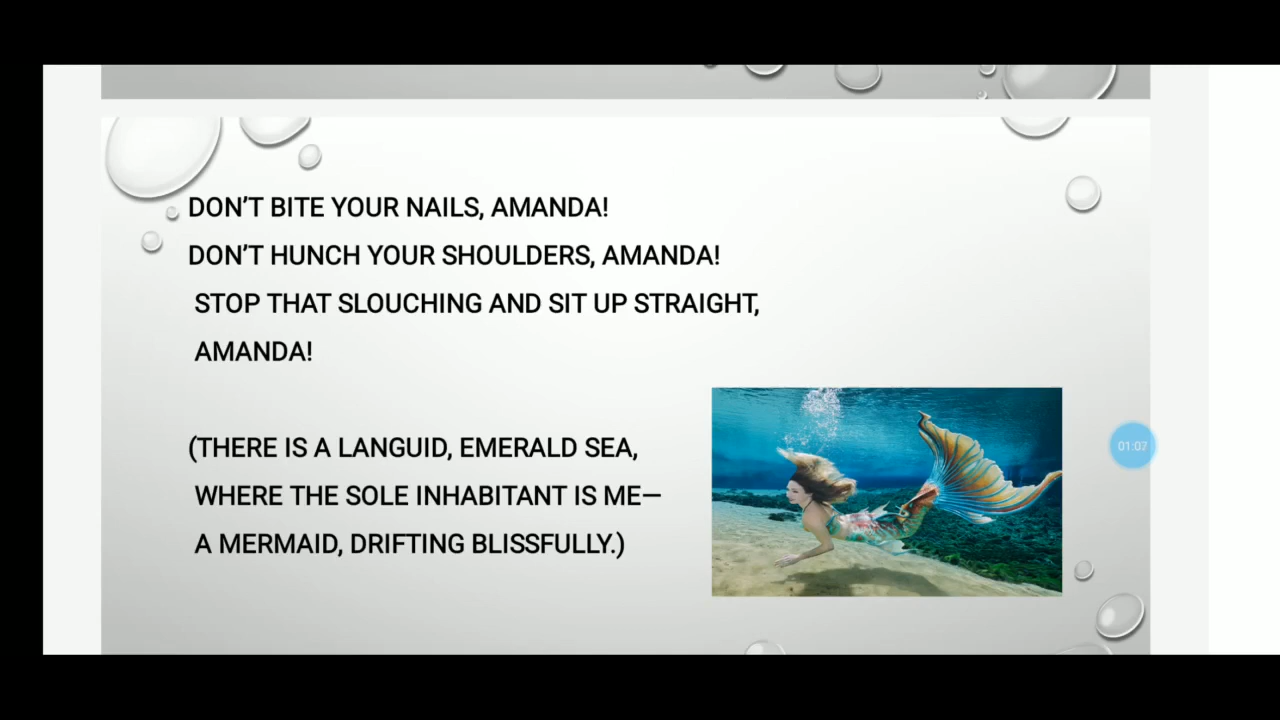 DON'T BITE YOUR NAILS, AMANDA!
DON'T HUNCH YOUR SHOULDERS, AMANDA!
STOP THAT SLOUCHING AND SIT UP STRAIGHT,
AMANDA!
(THERE IS A LANGUID, EMERALD SEA,
WHERE THE SOLE INHABITANT IS ME—
A MERMAID, DRIFTING BLISSFULLY.)
01:07